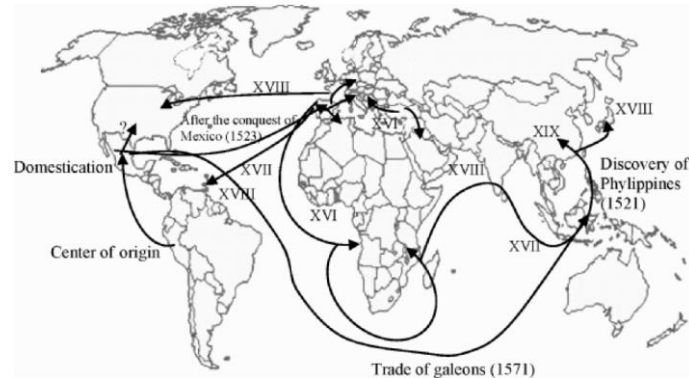 XVIII
After the conquest of
Mexico (1523)
?
XVI
XVIII
XIX
Domestication
XVII
XVIII
XVIII
Discovery of
Phylippines
(1521)
Center of origin
XVI
XVII
Trade of galeons (1571)